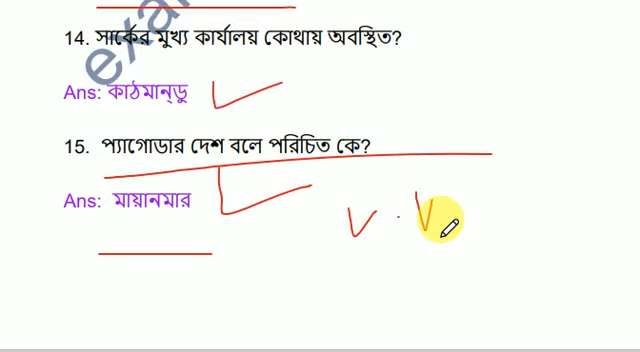 14. সার্কের মুখ্য কার্যালয় কোথায় অবস্থিত?
Ans: কাঠমান্ডু
15. প্যাগোডার দেশ বলে পরিচিত কে?
Ans: মায়ানমার
V . V